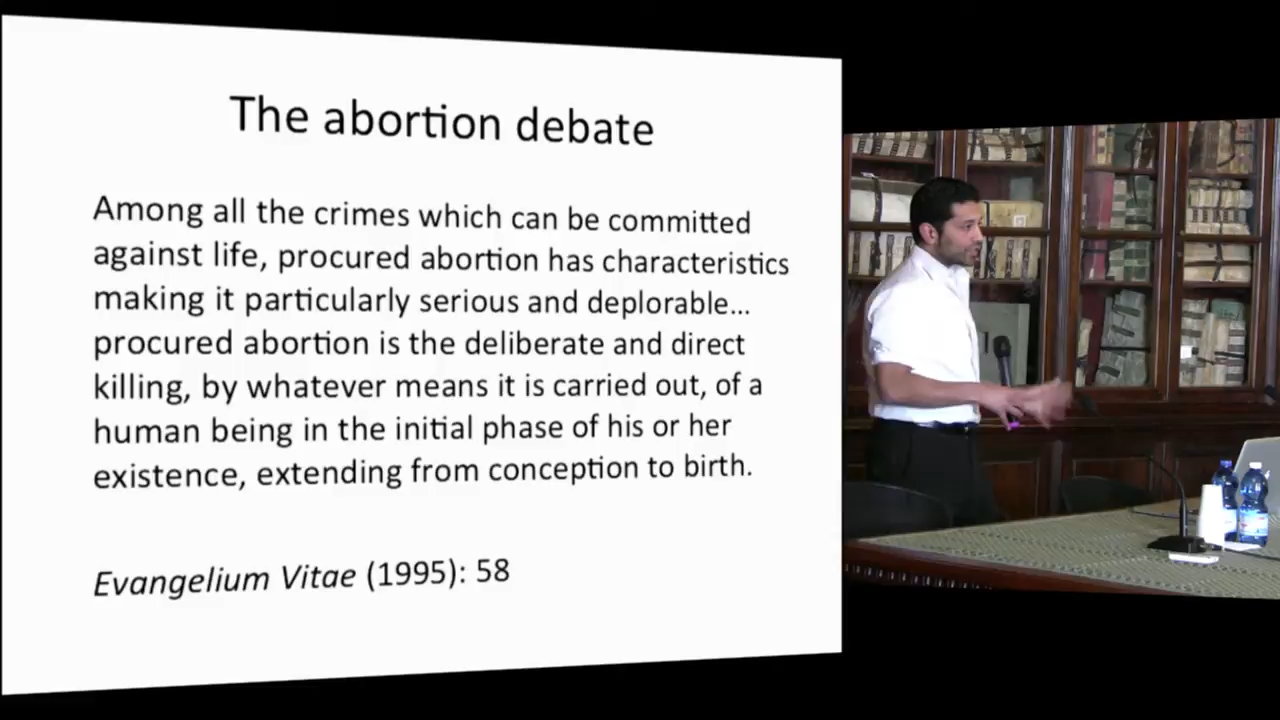 The abortion debate
Among all the crimes which can be committed
against life, procured abortion has characteristics
making it particularly serious and deplorable...
procured abortion is the deliberate and direct
killing, by whatever means it is carried out, of a
human being in the initial phase of his or her
existence, extending from conception to birth.
Evangelium Vitae (1995): 58